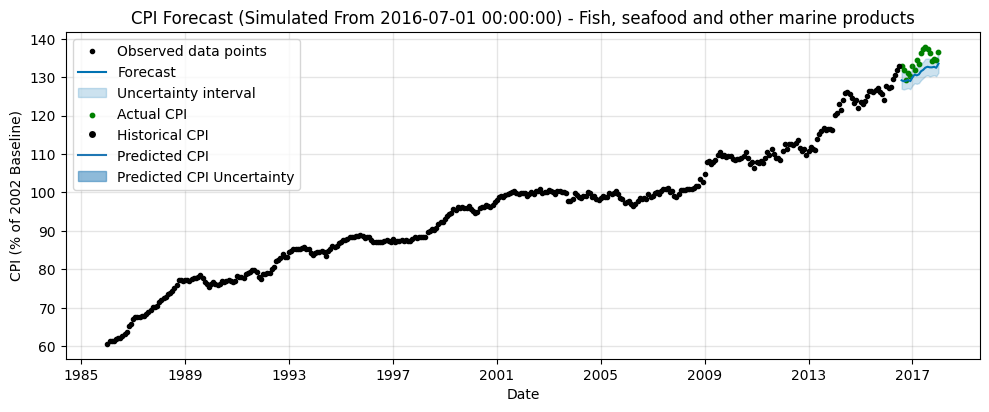 CPI Forecast (Simulated From 2016-07-01 00:00:00) - Fish, seafood and other marine products
Observed data points
Forecast
Uncertainty interval
Actual CPI
Historical CPI
Predicted CPI
Predicted CPI Uncertainty
CPI (% of 2002 Baseline)
140
130
120
110
100
90
80
70
60
1985
1989
1993
1997
2001
2005
2009
2013
2017
Date